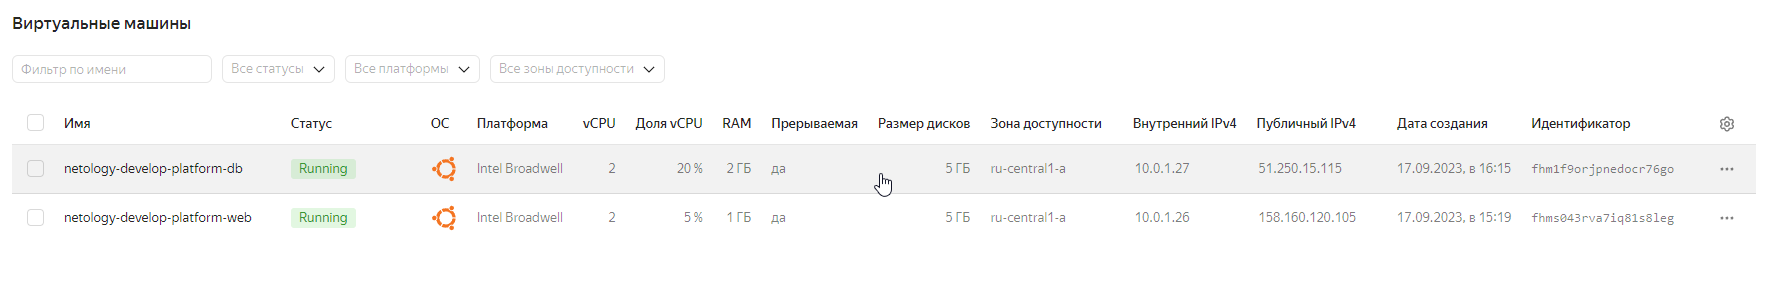 Виртуальные машины
Фильтр по имени Все статусы Все платформы Все зоны доступности
Имя Статус ОС Платформа vCPU Доля vCPU RAM Прерываемая Размер дисков Зона доступности Внутренний IPv4 Публичный IPv4 Дата создания Идентификатор
netology-develop-platform-db Running Intel Broadwell 2 20 % 2 ГБ да 5 ГБ ru-central1-a 10.0.1.27 51.250.15.115 17.09.2023, в 16:15 fhm1f9orjpnedocr76go
netology-develop-platform-web Running Intel Broadwell 2 5 % 1 ГБ да 5 ГБ ru-central1-a 10.0.1.26 158.160.120.105 17.09.2023, в 15:19 fhms043rva7iq81s8leg